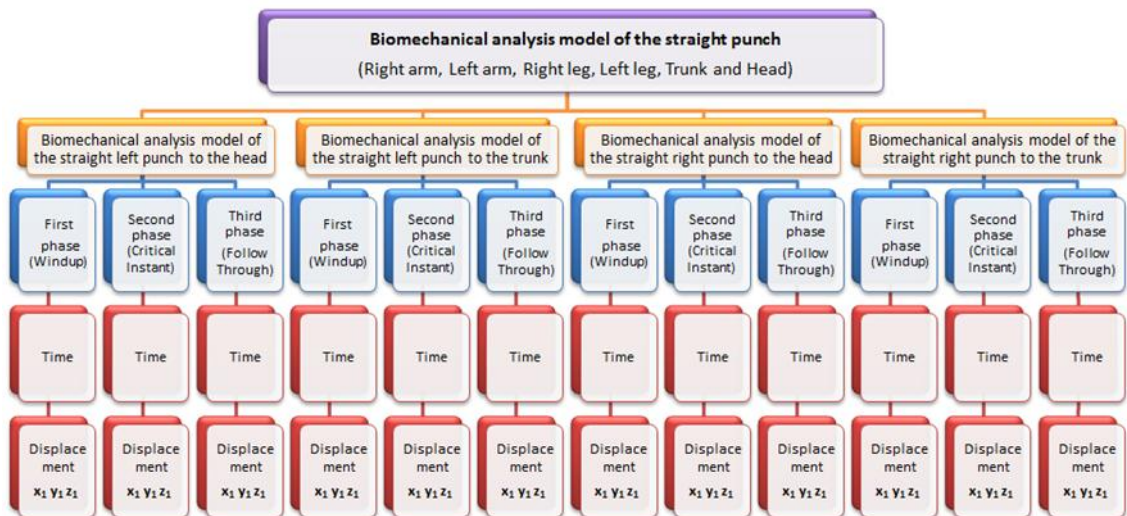 Biomechanical analysis model of the straight punch
(Right arm, Left arm, Right leg, Left leg, Trunk and Head)
Biomechanical analysis model of
the straight left punch to the head
Biomechanical analysis model of
the straight left punch to the trunk
Biomechanical analysis model of
the straight right punch to the head
Biomechanical analysis model of the
straight right punch to the trunk
First
phase
(Windup)
Second
phase
(Critical
Instant)
Third
phase
(Follow
Through)
First
phase
(Windup)
Second
phase
(Critical
Instant)
Third
phase
(Follow
Through)
First
phase
(Windup)
Second
phase
(Critical
Instant)
Third
phase
(Follow
Through)
First
phase
(Windup)
Second
phase
(Critical
Instant)
Third
phase
(Follow
Through)
Time
Time
Time
Time
Time
Time
Time
Time
Time
Time
Time
Time
Displace
ment
x₁ y₁ z₁
Displace
ment
x₁ y₁ z₁
Displace
ment
x₁ y₁ z₁
Displace
ment
x₁ y₁ z₁
Displace
ment
x₁ y₁ z₁
Displace
ment
x₁ y₁ z₁
Displace
ment
x₁ y₁ z₁
Displace
ment
x₁ y₁ z₁
Displace
ment
x₁ y₁ z₁
Displace
ment
x₁ y₁ z₁
Displace
ment
x₁ y₁ z₁
Displace
ment
x₁ y₁ z₁